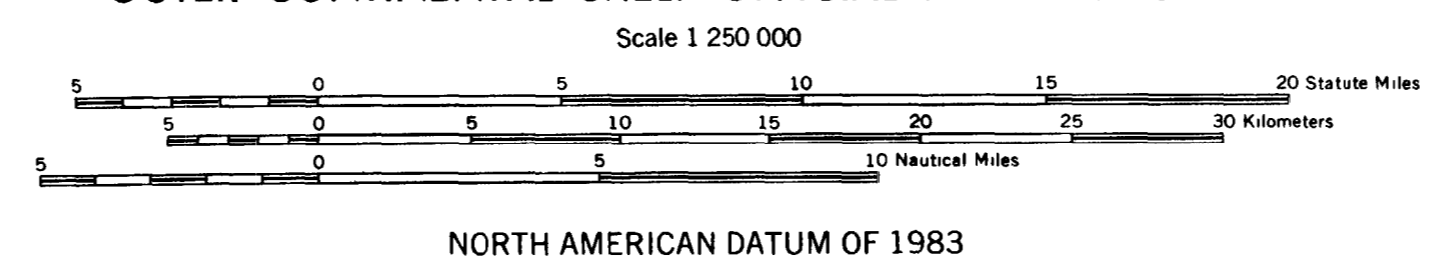 Scale 1 250 000
5 0 5 10 15 20 Statute Miles
5 0 5 10 15 20 25 30 Kilometers
5 0 5 10 Nautical Miles
NORTH AMERICAN DATUM OF 1983